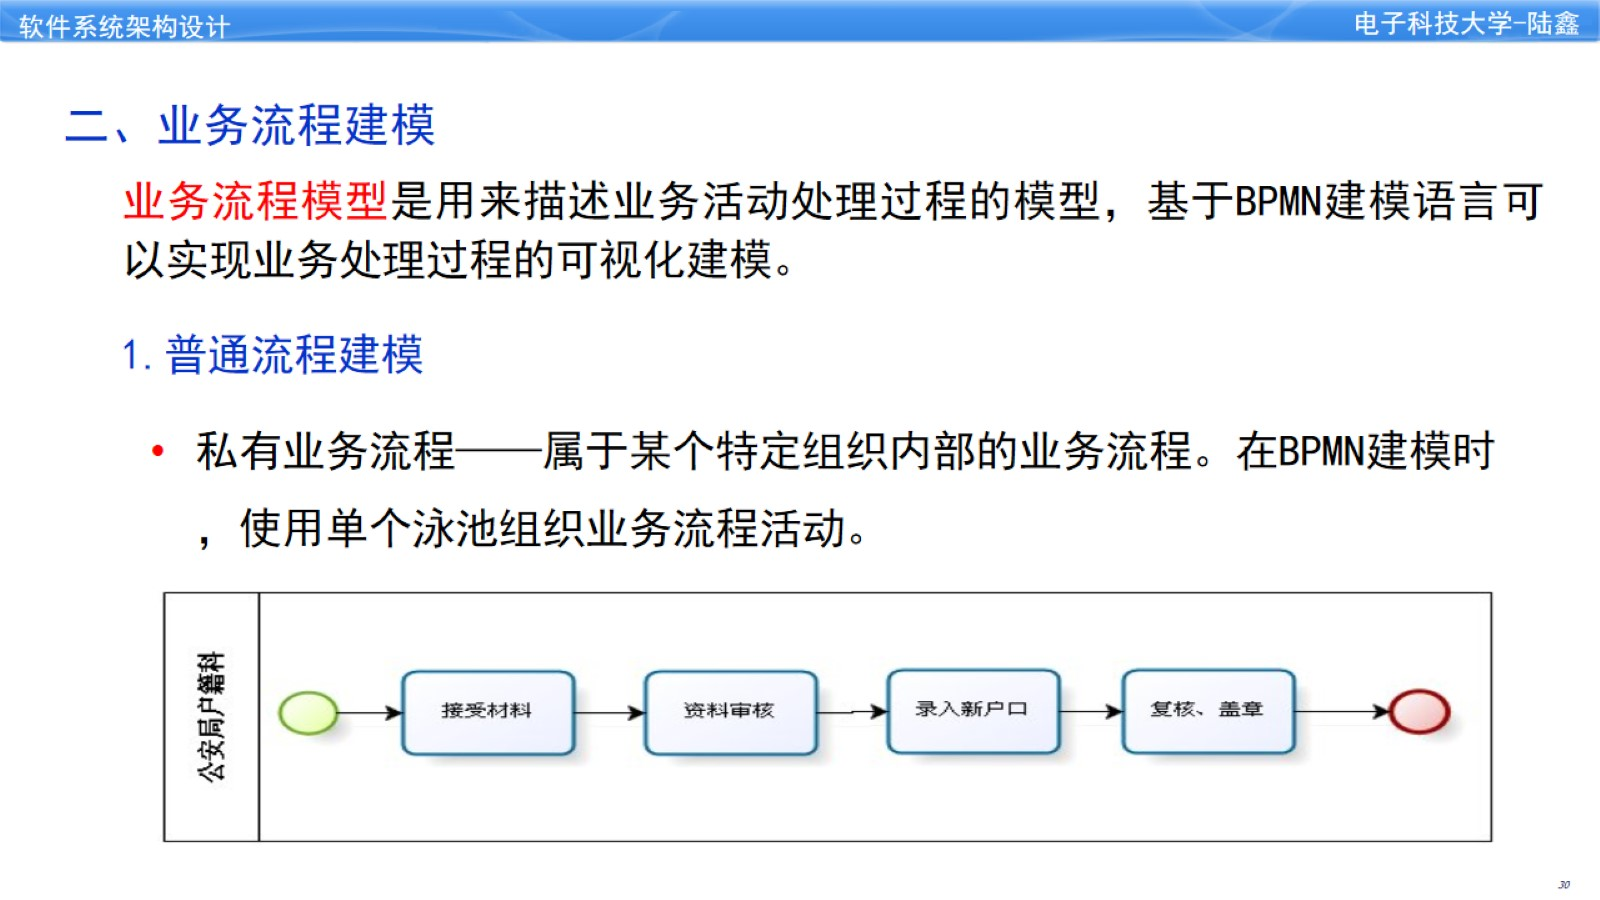 软件系统架构设计
电子科技大学-陆鑫
二、业务流程建模
业务流程模型是用来描述业务活动处理过程的模型，基于BPMN建模语言可
以实现业务处理过程的可视化建模。
1.普通流程建模
• 私有业务流程——属于某个特定组织内部的业务流程。在BPMN建模时
，使用单个泳池组织业务流程活动。
公安局户籍科
接受材料
资料审核
录入新户口
复核、盖章
30